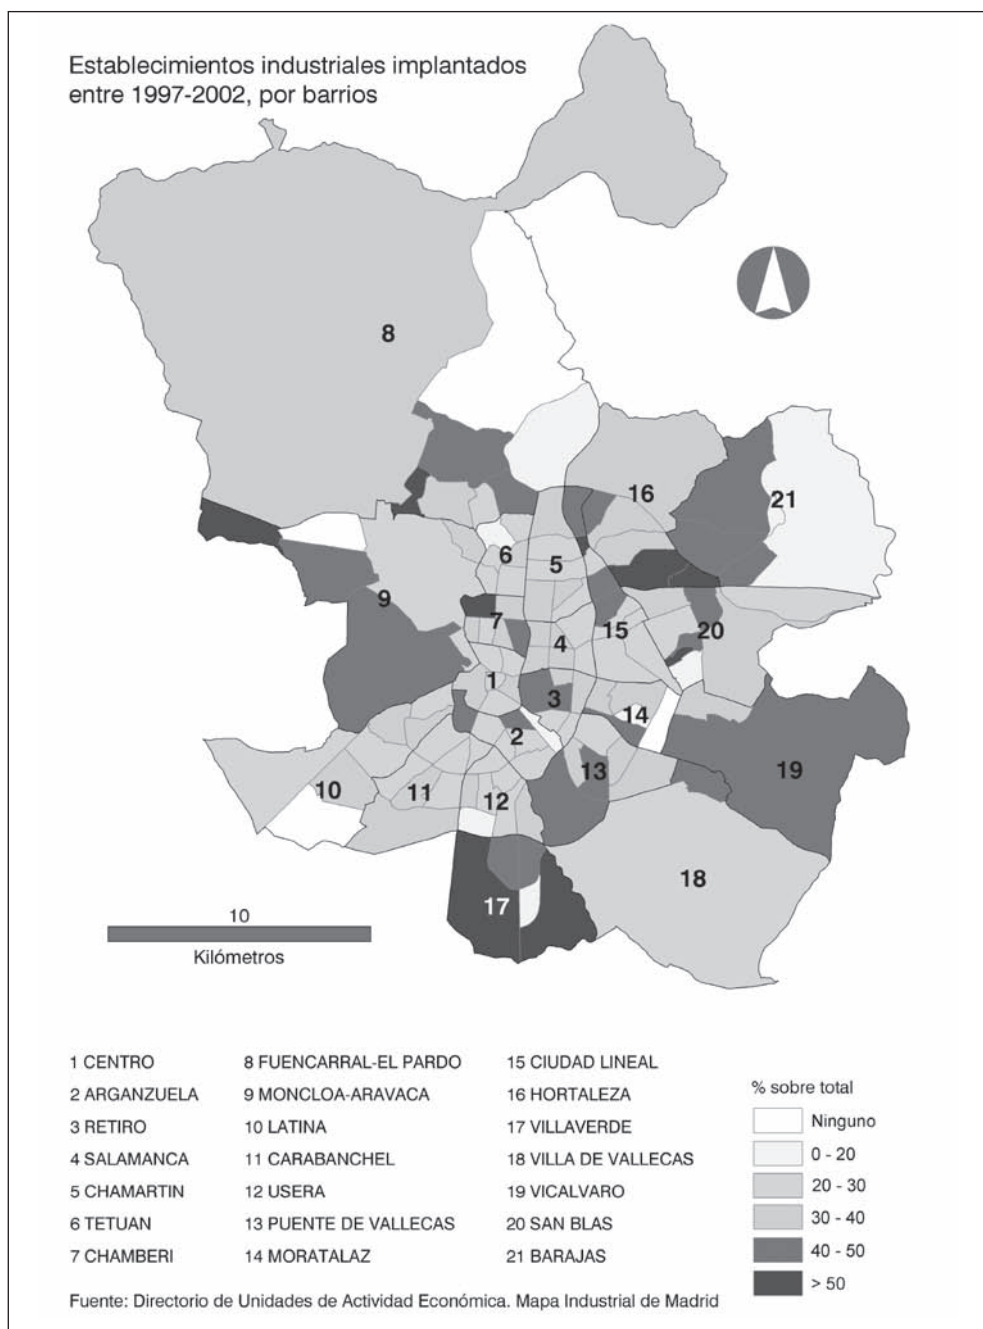 Establecimientos industriales implantados
entre 1997-2002, por barrios
8
16
21
6
5
9
7
15
20
4
1
3
14
2
13
19
10
11
12
18
17
10
Kilómetros
1 CENTRO
2 ARGANZUELA
3 RETIRO
4 SALAMANCA
5 CHAMARTIN
6 TETUAN
7 CHAMBERI
8 FUENCARRAL-EL PARDO
9 MONCLOA-ARAVACA
10 LATINA
11 CARABANCHEL
12 USERA
13 PUENTE DE VALLECAS
14 MORATALAZ
15 CIUDAD LINEAL
16 HORTALEZA
17 VILLAVERDE
18 VILLA DE VALLECAS
19 VICALVARO
20 SAN BLAS
21 BARAJAS
% sobre total
Ninguno
0 - 20
20 - 30
30 - 40
40 - 50
> 50
Fuente: Directorio de Unidades de Actividad Económica. Mapa Industrial de Madrid